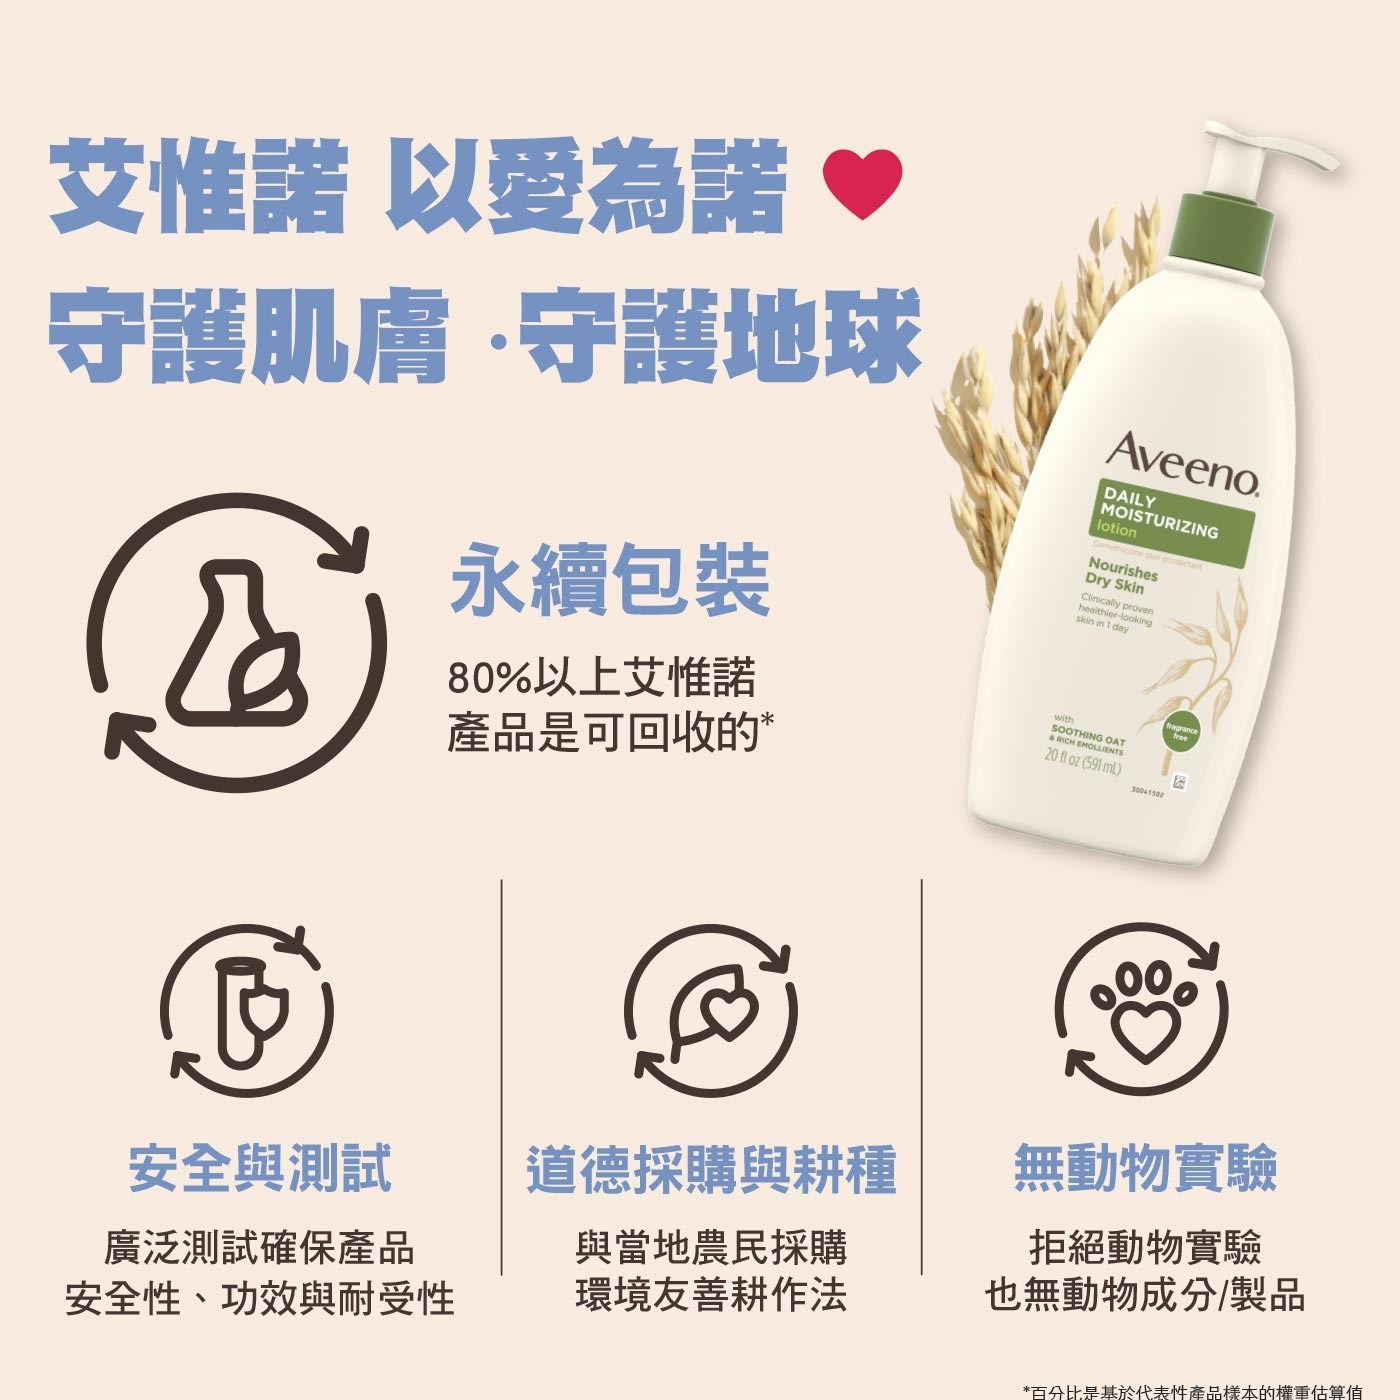 艾惟諾 以愛為諾
守護肌膚・守護地球
永續包裝
80%以上艾惟諾
產品是可回收的*
Aveeno.
DAILY
MOISTURIZING
lotion
Dimethicone skin protectant
Nourishes
Dry Skin
Clinically proven
healthier-looking
skin in 1 day
with
SOOTHING OAT
& RICH EMOLLIENTS
20 fl oz (591 mL)
fragrance
free
30041502
安全與測試
廣泛測試確保產品
安全性、功效與耐受性
道德採購與耕種
與當地農民採購
環境友善耕作法
無動物實驗
拒絕動物實驗
也無動物成分/製品
*百分比是基於代表性產品樣本的權重估算值